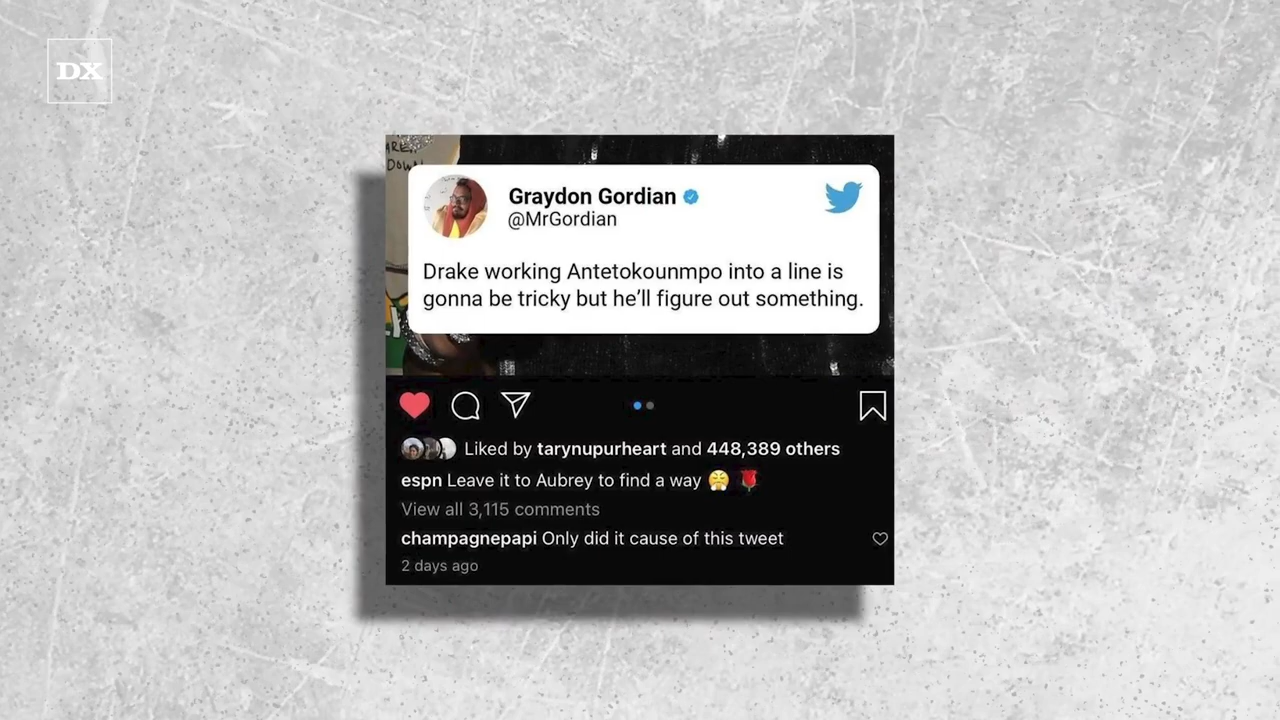 DX
DOWN
Graydon Gordian
@MrGordian
Drake working Antetokounmpo into a line is
gonna be tricky but he’ll figure out something.
Liked by tarynupurheart and 448,389 others
espn Leave it to Aubrey to find a way 😤 🌹
View all 3,115 comments
champagnepapi Only did it cause of this tweet
2 days ago